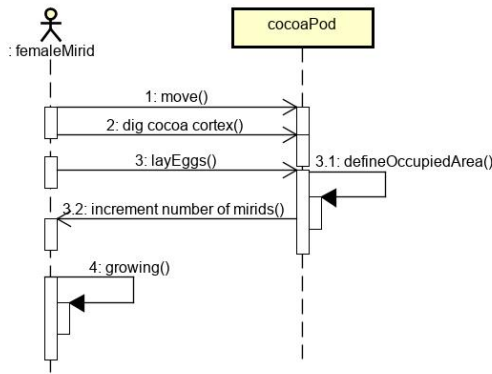 cocoaPod
: femaleMirid
1: move()
2: dig cocoa cortex()
3: layEggs()
3.1: defineOccupiedArea()
3.2: increment number of mirids()
4: growing()